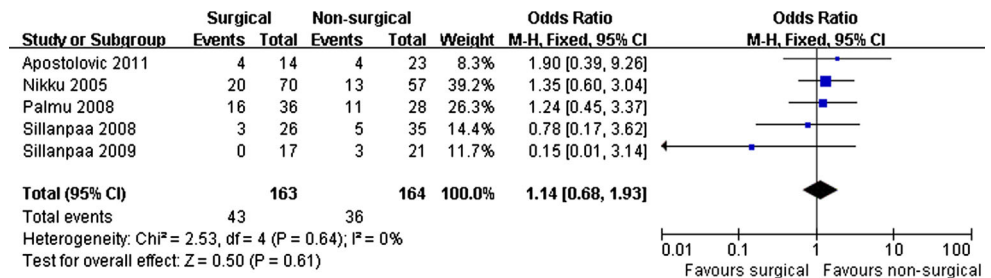 Surgical Non-surgical Odds Ratio Odds Ratio
Study or Subgroup Events Total Events Total Weight M-H, Fixed, 95% CI M-H, Fixed, 95% CI
Apostolovic 2011 4 14 4 23 8.3% 1.90 [0.39, 9.26]
Nikku 2005 20 70 13 57 39.2% 1.35 [0.60, 3.04]
Palmu 2008 16 36 11 28 26.3% 1.24 [0.45, 3.37]
Sillanpaa 2008 3 26 5 35 14.4% 0.78 [0.17, 3.62]
Sillanpaa 2009 0 17 3 21 11.7% 0.15 [0.01, 3.14]
Total (95% CI) 163 164 100.0% 1.14 [0.68, 1.93]
Total events 43 36
Heterogeneity: Chi² = 2.53, df = 4 (P = 0.64); I² = 0%
Test for overall effect: Z = 0.50 (P = 0.61)
0.01 0.1 1 10 100
Favours surgical Favours non-surgical